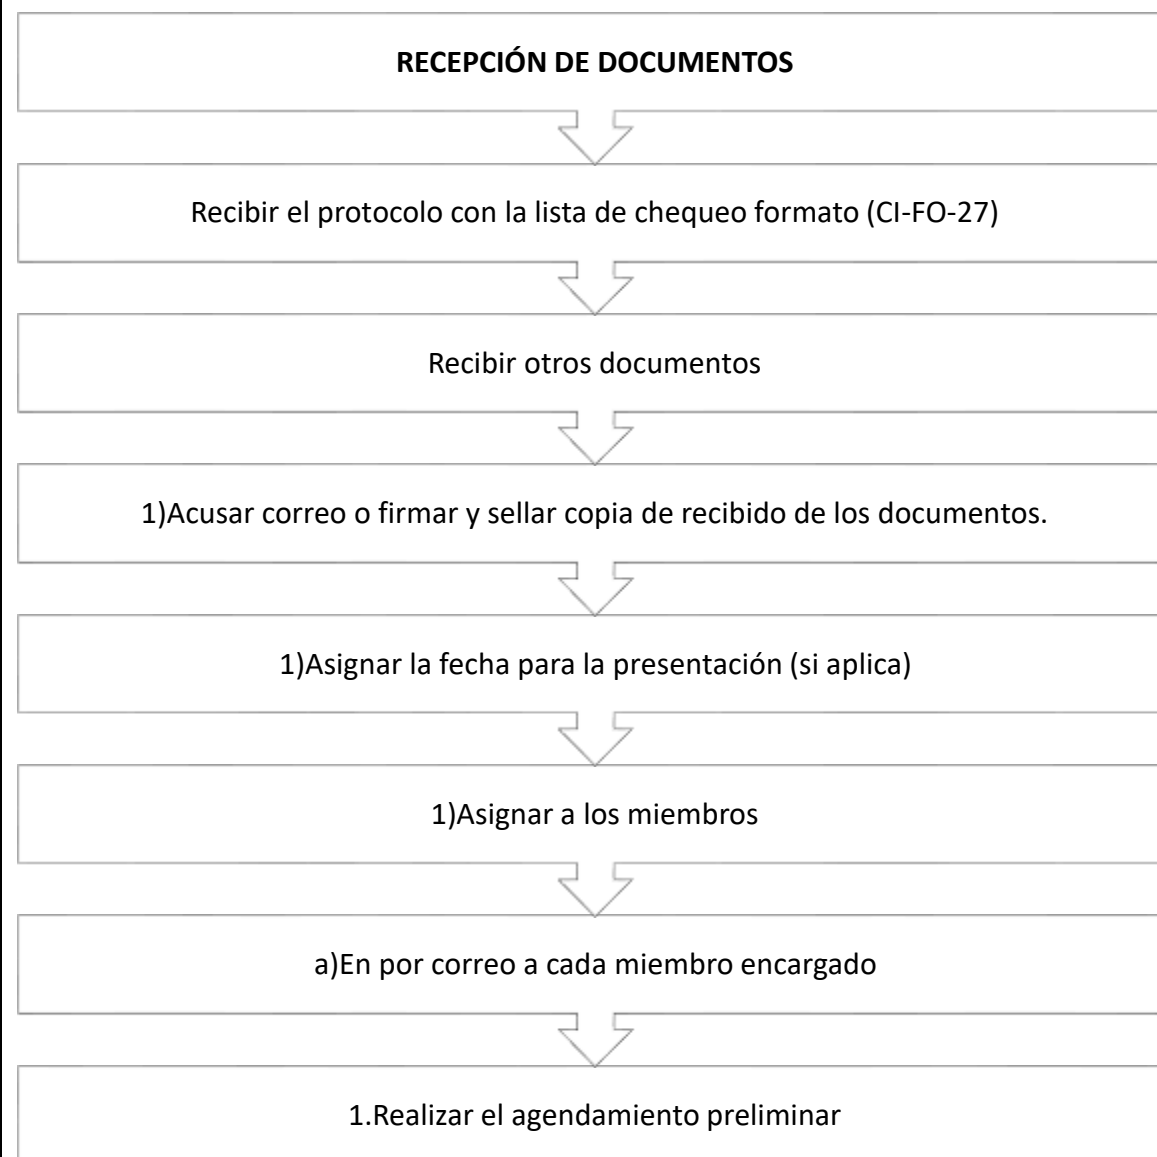 RECEPCIÓN DE DOCUMENTOS
Recibir el protocolo con la lista de chequeo formato (CI-FO-27)
Recibir otros documentos
1)Acusar correo o firmar y sellar copia de recibido de los documentos.
1)Asignar la fecha para la presentación (si aplica)
1)Asignar a los miembros
a)En por correo a cada miembro encargado
1.Realizar el agendamiento preliminar